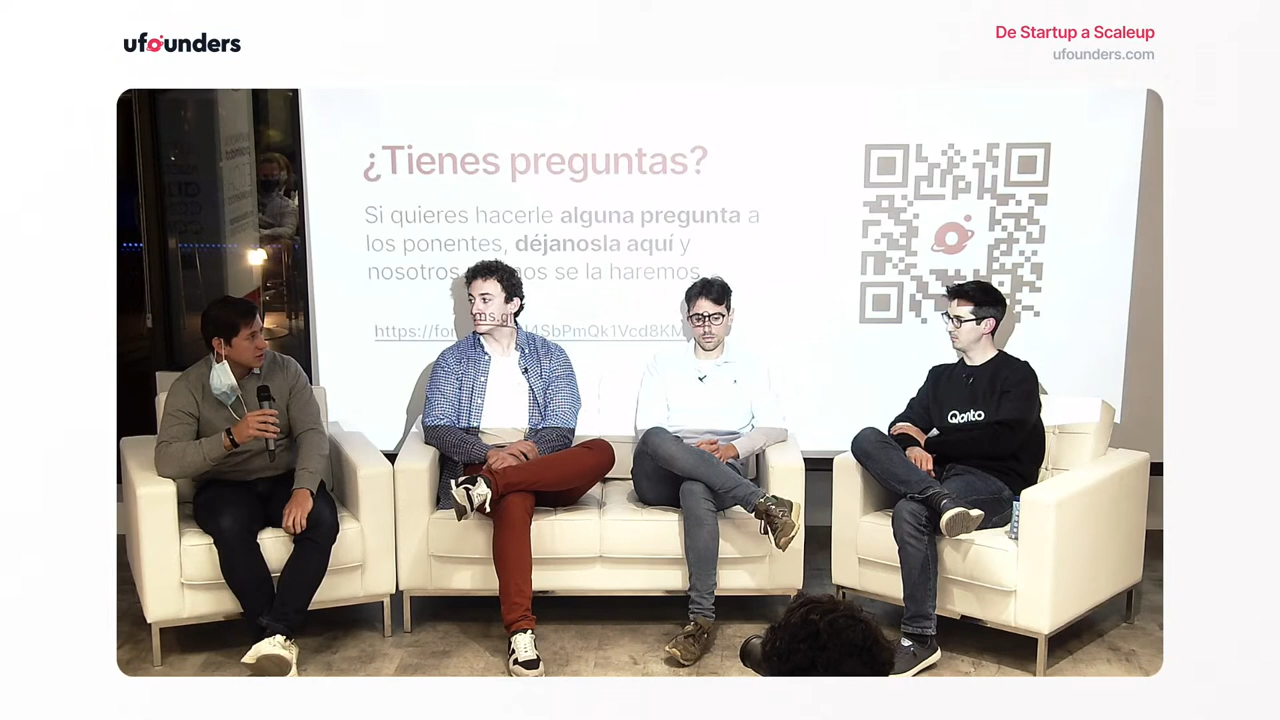 ufounders
De Startup a Scaleup
ufounders.com
¿Tienes preguntas?
Si quieres hacerle alguna pregunta a
los ponentes, déjanosla aquí y
nosotros se la haremos
Qonto